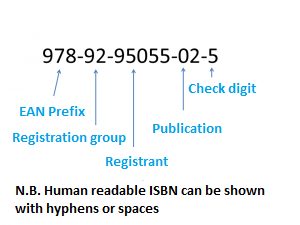 978-92-95055-02-5
Check digit
EAN Prefix
Publication
Registration group
Registrant
N.B. Human readable ISBN can be shown
with hyphens or spaces